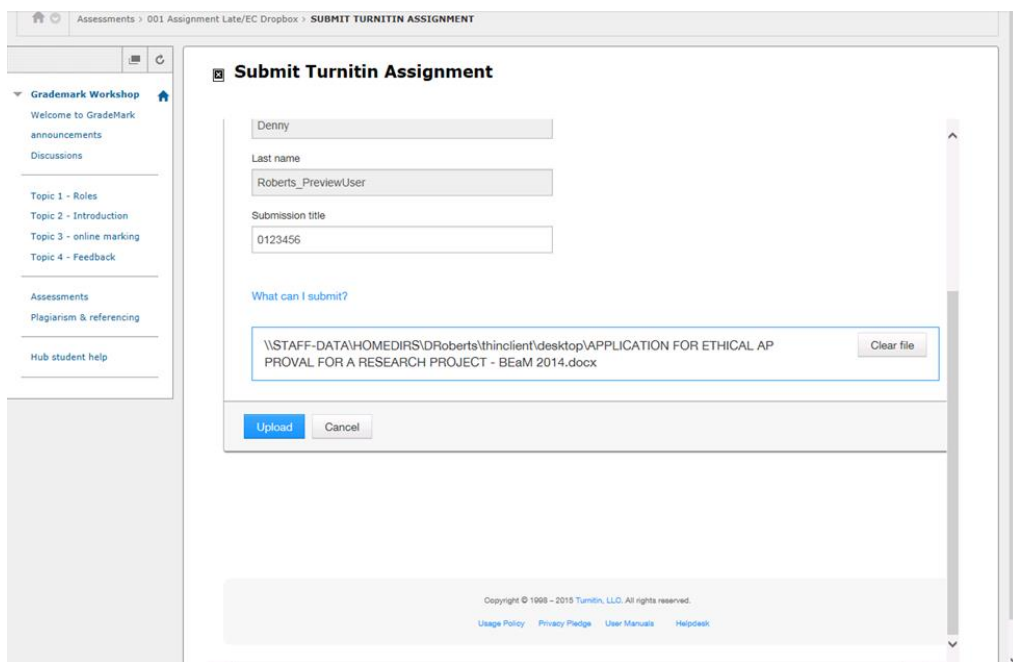 Assessments > 001 Assignment Late/EC Dropbox > SUBMIT TURNITIN ASSIGNMENT
Grademark Workshop
Welcome to GradeMark
announcements
Discussions
Topic 1 - Roles
Topic 2 - Introduction
Topic 3 - online marking
Topic 4 - Feedback
Assessments
Plagiarism & referencing
Hub student help
Submit Turnitin Assignment
Denny
Last name
Roberts_PreviewUser
Submission title
0123456
What can I submit?
\\STAFF-DATA\HOMEDIRS\DRoberts\thinclient\desktop\APPLICATION FOR ETHICAL AP
PROVAL FOR A RESEARCH PROJECT - BEaM 2014.docx
Clear file
Upload Cancel
Copyright © 1998 – 2015 Turnitin, LLC. All rights reserved.
Usage Policy Privacy Pledge User Manuals Helpdesk